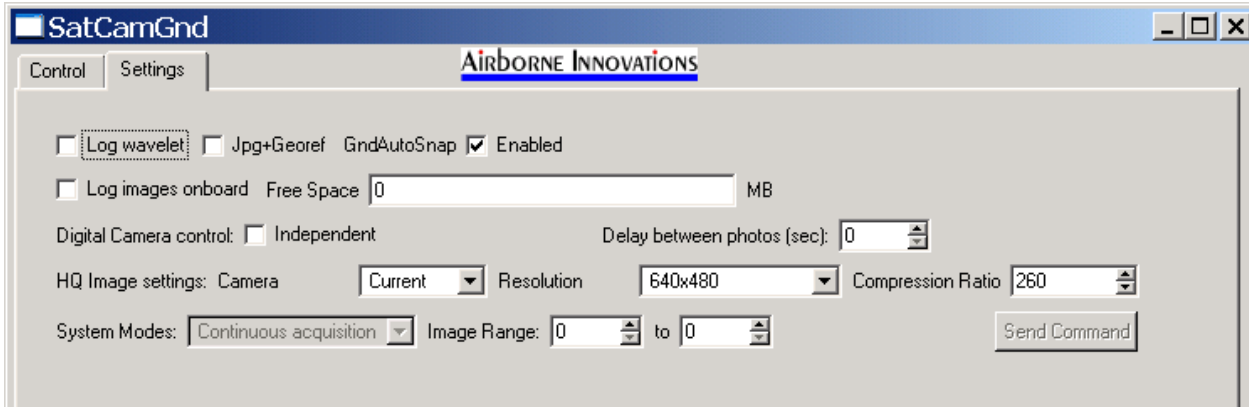 SatCamGnd
AIRBORNE INNOVATIONS
Control Settings
Log wavelet Jpg+Georef GndAutoSnap Enabled
Log images onboard Free Space 0 MB
Digital Camera control: Independent Delay between photos (sec): 0
HQ Image settings: Camera Current Resolution 640x480 Compression Ratio 260
System Modes: Continuous acquisition Image Range: 0 to 0 Send Command